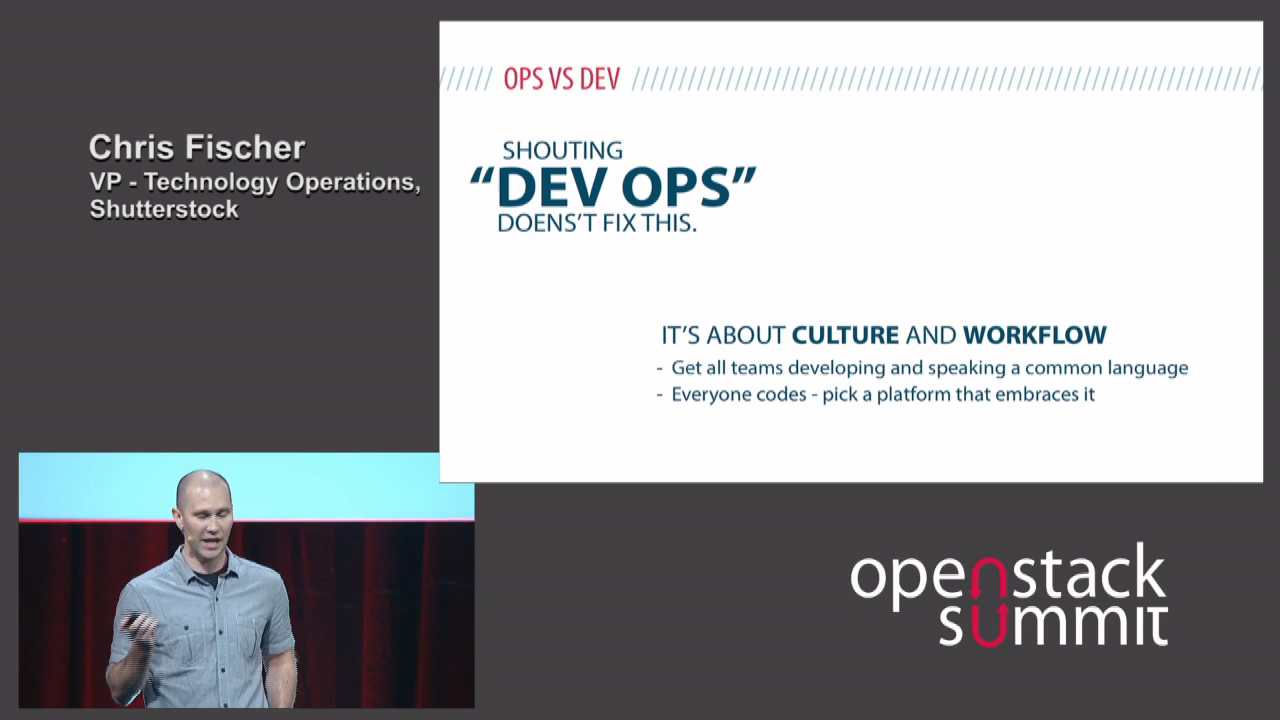 Chris Fischer
VP - Technology Operations,
Shutterstock
OPS VS DEV
SHOUTING
“DEV OPS”
DOENS’T FIX THIS.
IT’S ABOUT CULTURE AND WORKFLOW
- Get all teams developing and speaking a common language
- Everyone codes - pick a platform that embraces it
openstack
summit